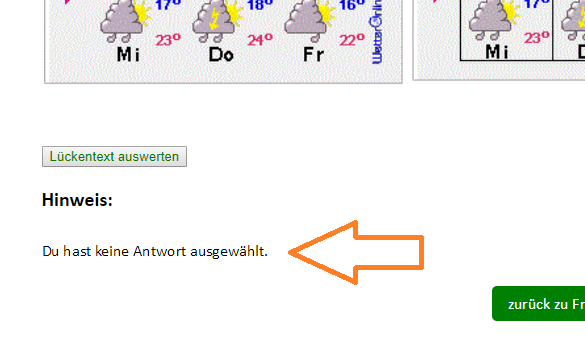 17° 18° 16° 17°
23° 24° 22° 23°
Mi Do Fr Mi
WetterOnlin
Lückentext auswerten
Hinweis:
Du hast keine Antwort ausgewählt.
zurück zu Fr